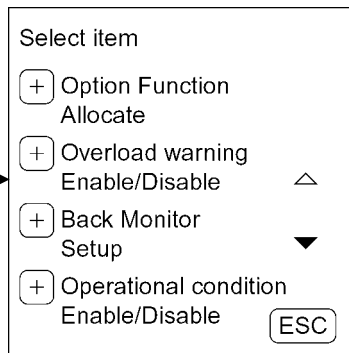 Select item
+ Option Function
Allocate
+ Overload warning
Enable/Disable
+ Back Monitor
Setup
+ Operational condition
Enable/Disable
ESC